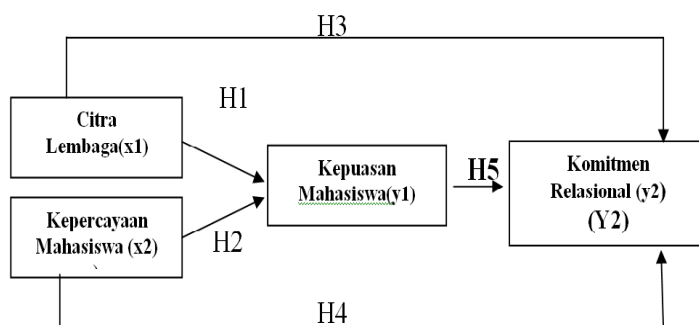 H3
H1
Citra
Lembaga(x1)
Kepuasan
Mahasiswa(y1)
H5
Komitmen
Relasional (y2)
(Y2)
Kepercayaan
Mahasiswa (x2)
H2
H4